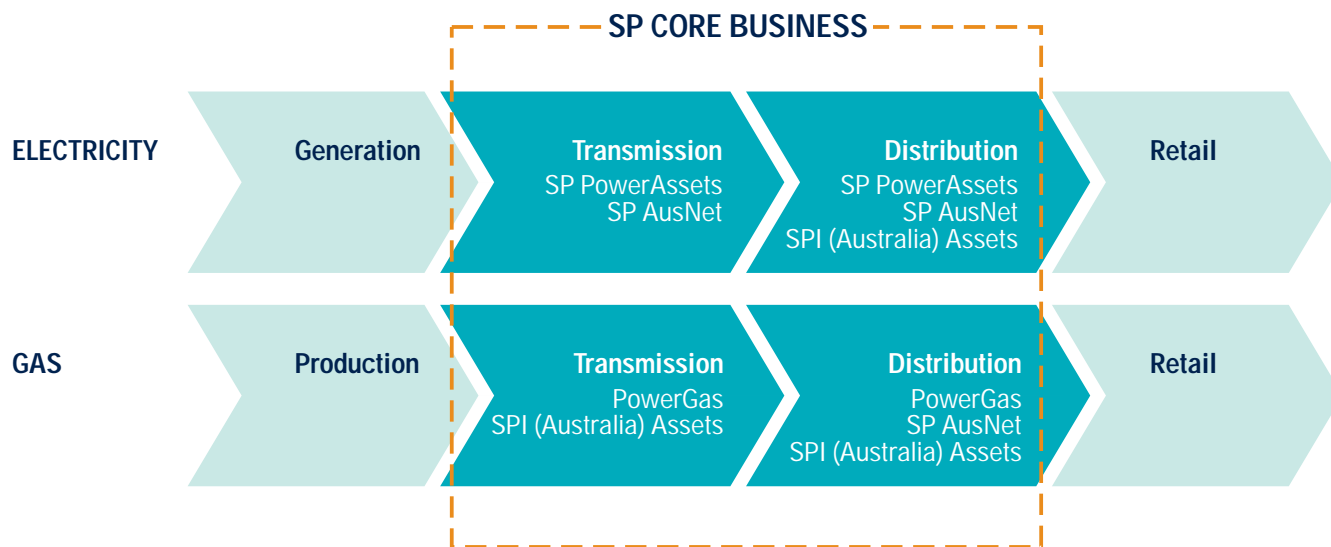 SP CORE BUSINESS
ELECTRICITY
Generation
Transmission
SP PowerAssets
SP AusNet
Distribution
SP PowerAssets
SP AusNet
SPI (Australia) Assets
Retail
GAS
Production
Transmission
PowerGas
SPI (Australia) Assets
Distribution
PowerGas
SP AusNet
SPI (Australia) Assets
Retail